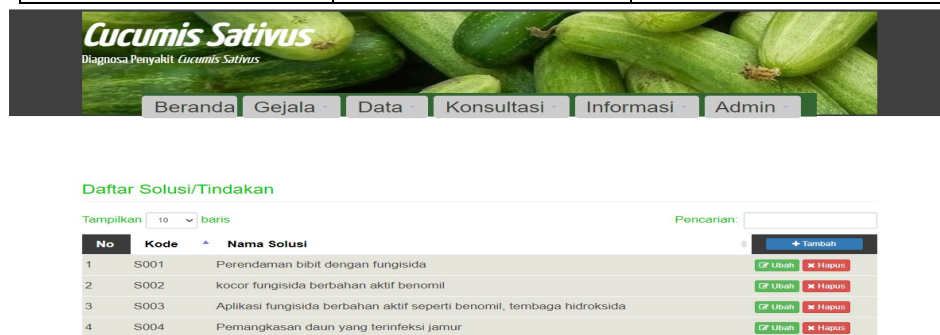 Cucumis Sativus
Diagnosa Penyakit Cucumis Sativus
Beranda Gejala Data Konsultasi Informasi Admin
Daftar Solusi/Tindakan
Tampilkan 10 baris Pencarian:
No Kode Nama Solusi + Tambah
1 S001 Perendaman bibit dengan fungisida Ubah Hapus
2 S002 kocor fungisida berbahan aktif benomil Ubah Hapus
3 S003 Aplikasi fungisida berbahan aktif seperti benomil, tembaga hidroksida Ubah Hapus
4 S004 Pemangkasan daun yang terinfeksi jamur Ubah Hapus